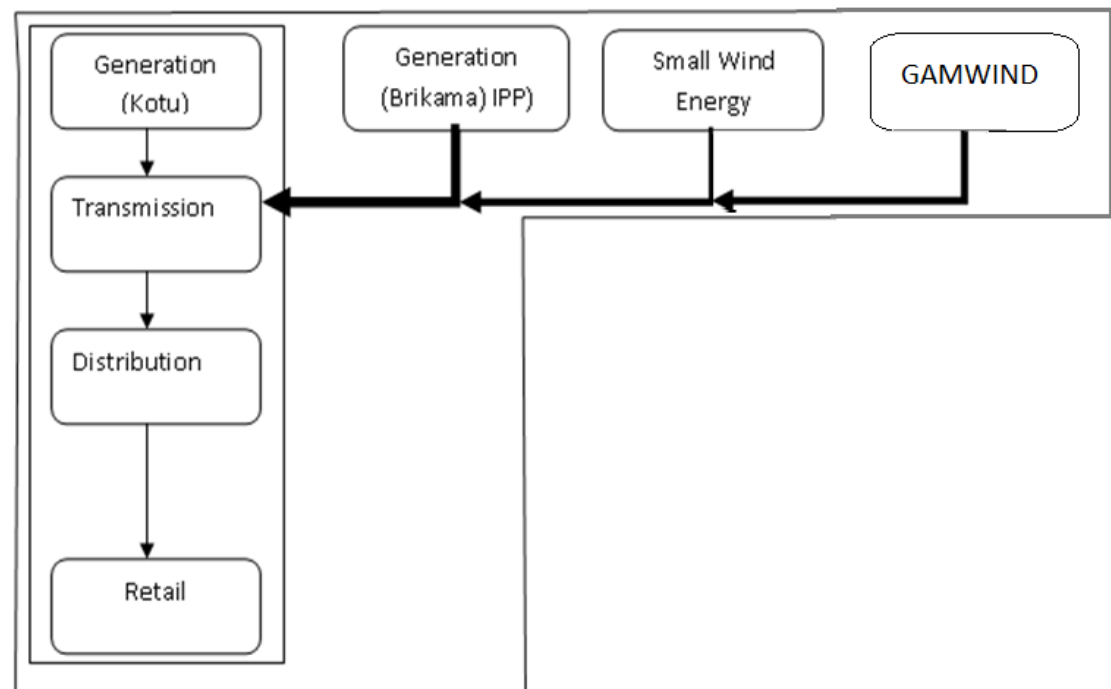 Generation
(Kotu)
Generation
(Brikama) IPP)
Small Wind
Energy
GAMWIND
Transmission
Distribution
Retail